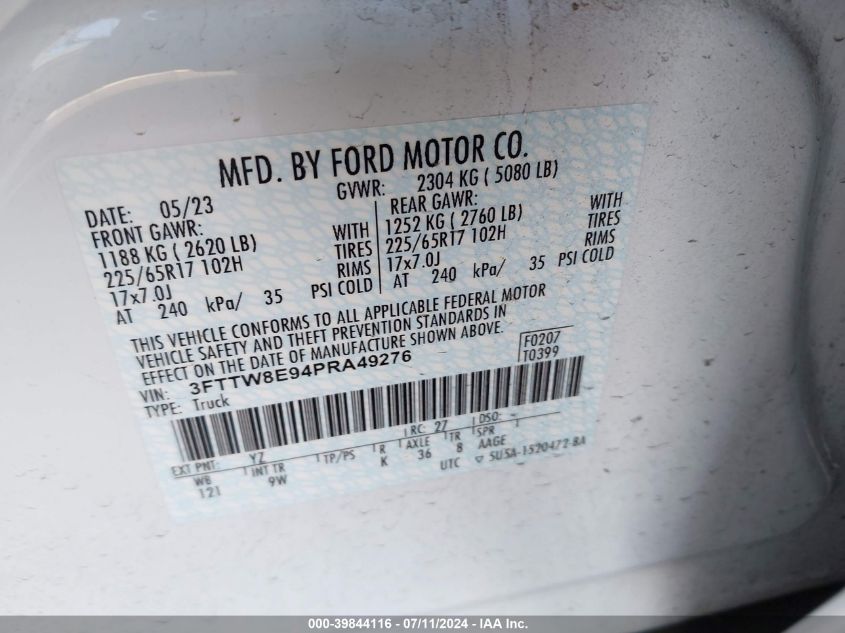 MFD. BY FORD MOTOR CO.
DATE: 05/23 GVWR: 2304 KG ( 5080 LB)
FRONT GAWR: REAR GAWR:
1188 KG ( 2620 LB) WITH 1252 KG ( 2760 LB) WITH
225/65R17 102H TIRES 225/65R17 102H TIRES
17x7.0J RIMS 17x7.0J RIMS
AT 240 kPa/ 35 PSI COLD AT 240 kPa/ 35 PSI COLD
THIS VEHICLE CONFORMS TO ALL APPLICABLE FEDERAL MOTOR
VEHICLE SAFETY AND THEFT PREVENTION STANDARDS IN
EFFECT ON THE DATE OF MANUFACTURE SHOWN ABOVE.
VIN: 3FTTW8E94PRA49276 F0207
TYPE: Truck T0399
EXT PNT: YZ RC: 27 DSO: -
WB INT TR TP/PS R AXLE TR SPR
121 9W K 36 8 AAGE
UTC ▽ 5U5A-1520472-BA
000-39844116 - 07/11/2024 - IAA Inc.